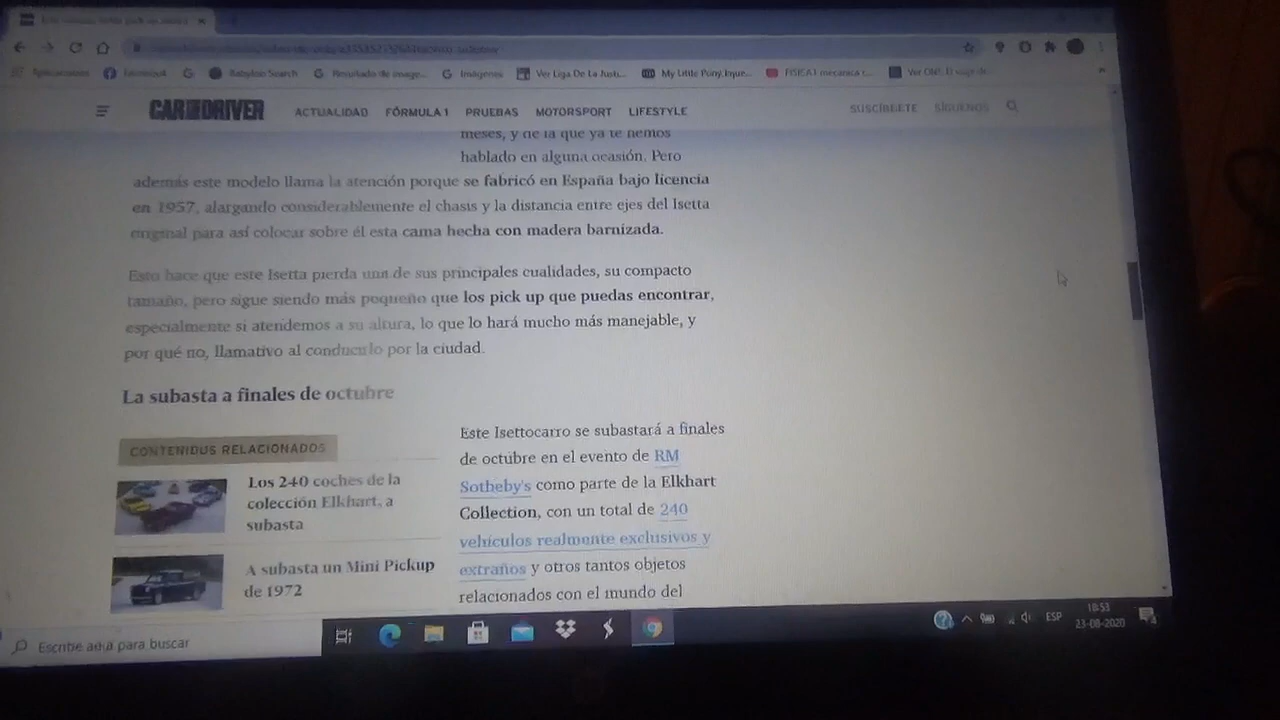 CAR AND DRIVER
ACTUALIDAD FÓRMULA 1 PRUEBAS MOTORSPORT LIFESTYLE
SUSCRÍBETE SÍGUENOS
Aplicaciones Facebook G Babylon Search Resultado de image... Imágenes Ver Liga De La Justi... My Little Pony Eque... FISICA1 mecanica c... Ver ONE: El viaje de...
meses, y de la que ya te hemos
hablado en alguna ocasión. Pero
además este modelo llama la atención porque se fabricó en España bajo licencia
en 1957, alargando considerablemente el chasis y la distancia entre ejes del Isetta
original para así colocar sobre él esta cama hecha con madera barnizada.
Esto hace que este Isetta pierda una de sus principales cualidades, su compacto
tamaño, pero sigue siendo más pequeño que los pick up que puedas encontrar,
especialmente si atendemos a su altura, lo que lo hará mucho más manejable, y
por qué no, llamativo al conducirlo por la ciudad.
La subasta a finales de octubre
CONTENIDOS RELACIONADOS
Los 240 coches de la
colección Elkhart, a
subasta
A subasta un Mini Pickup
de 1972
Este Isettocarro se subastará a finales
de octubre en el evento de RM
Sotheby's como parte de la Elkhart
Collection, con un total de 240
vehículos realmente exclusivos y
extraños y otros tantos objetos
relacionados con el mundo del
Escribe aquí para buscar
ESP
18:53
23-08-2020